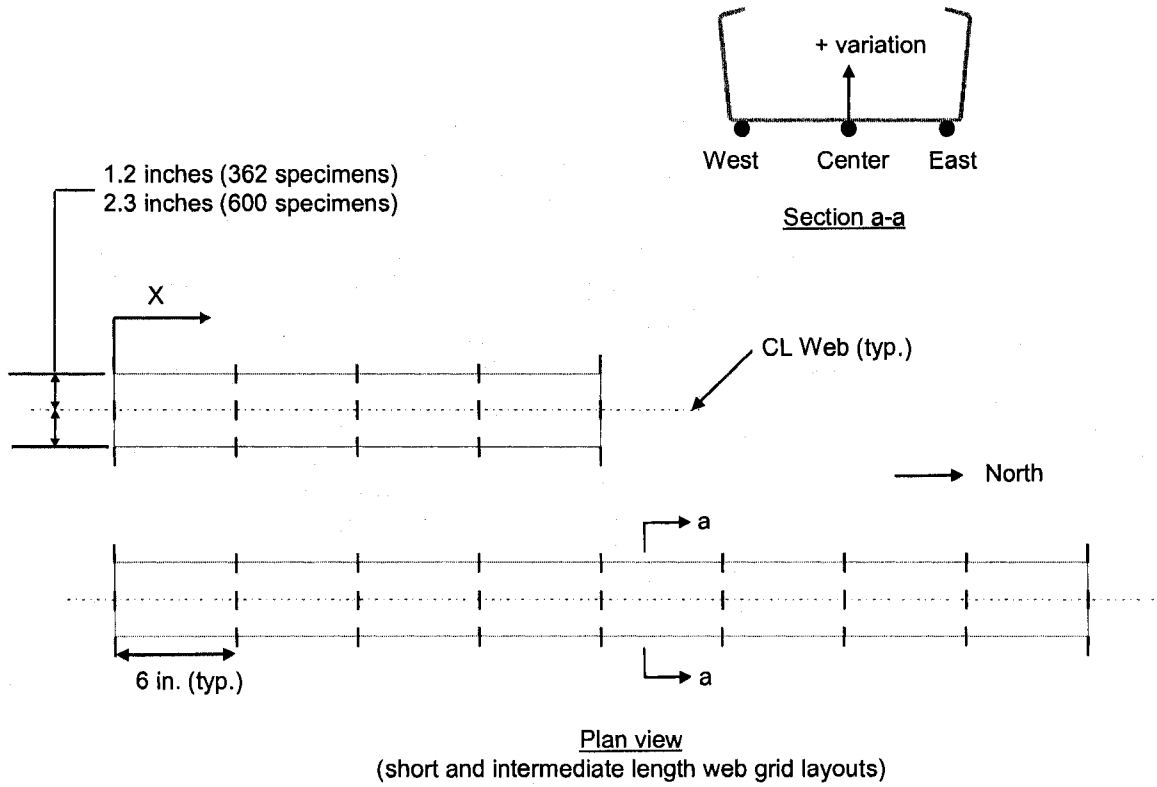 + variation
West Center East
Section a-a
1.2 inches (362 specimens)
2.3 inches (600 specimens)
X
CL Web (typ.)
North
a
a
6 in. (typ.)
Plan view
(short and intermediate length web grid layouts)